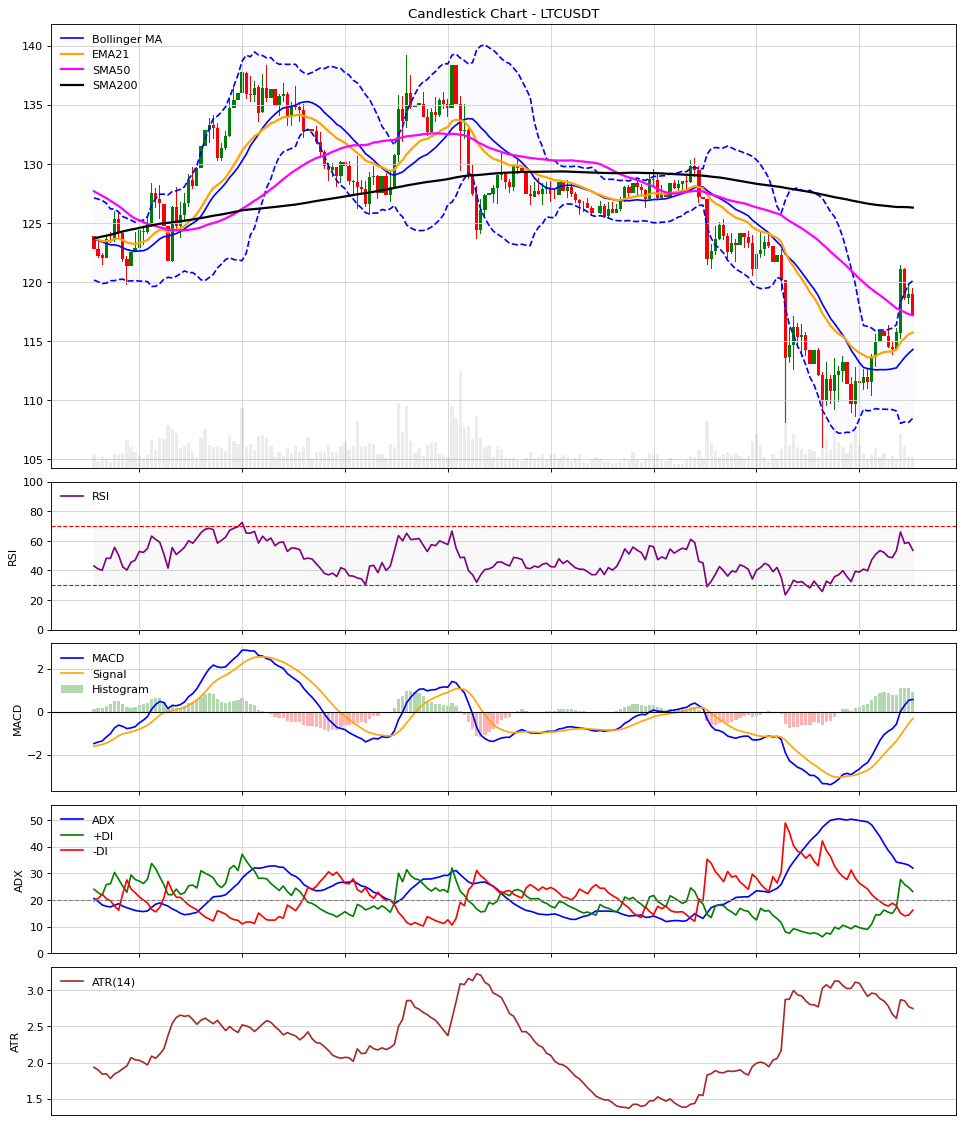 Candlestick Chart - LTCUSDT
Bollinger MA
EMA21
SMA50
SMA200
140
135
130
125
120
115
110
105
RSI
100
80
60
40
20
0
RSI
MACD
Signal
Histogram
2
0
−2
MACD
ADX
+DI
-DI
50
40
30
20
10
0
ADX
ATR(14)
3.0
2.5
2.0
1.5
ATR